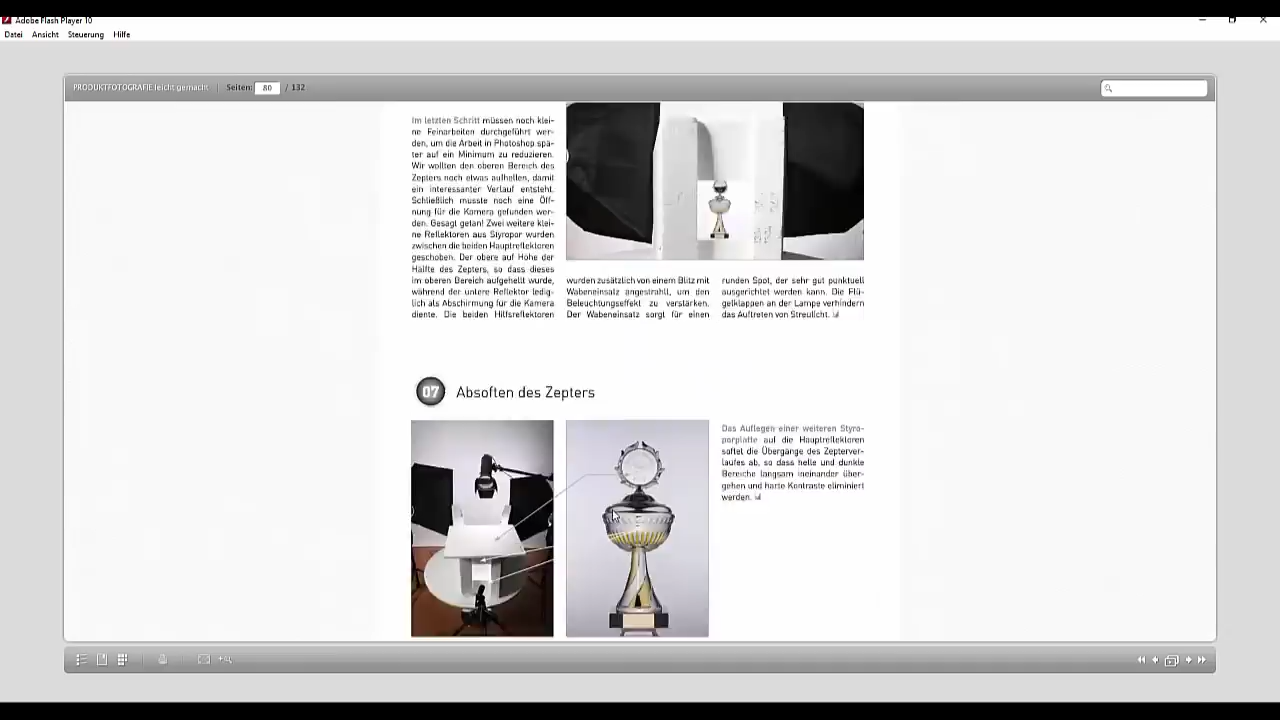 Adobe Flash Player 10
Datei Ansicht Steuerung Hilfe
PRODUKTFOTOGRAFIE leicht gemacht Seiten: 80 / 132
Im letzten Schritt müssen noch klei-
ne Feinarbeiten durchgeführt wer-
den, um die Arbeit in Photoshop spä-
ter auf ein Minimum zu reduzieren.
Wir wollten den oberen Bereich des
Zepters noch etwas aufhellen, damit
ein interessanter Verlauf entsteht.
Schließlich musste noch eine Öff-
nung für die Kamera gefunden wer-
den. Gesagt getan! Zwei weitere klei-
ne Reflektoren aus Styropor wurden
zwischen die beiden Hauptreflektoren
geschoben. Der obere auf Höhe der
Hälfte des Zepters, so dass dieses
im oberen Bereich aufgehellt wurde,
während der untere Reflektor ledig-
lich als Abschirmung für die Kamera
diente. Die beiden Hilfsreflektoren
wurden zusätzlich von einem Blitz mit
Wabeneinsatz angestrahlt, um den
Beleuchtungseffekt zu verstärken.
Der Wabeneinsatz sorgt für einen
runden Spot, der sehr gut punktuell
ausgerichtet werden kann. Die Flü-
gelklappen an der Lampe verhindern
das Auftreten von Streulicht.
07 Absoften des Zepters
Das Auflegen einer weiteren Styro-
porplatte auf die Hauptreflektoren
softet die Übergänge des Zepterver-
laufes ab, so dass helle und dunkle
Bereiche langsam ineinander über-
gehen und harte Kontraste eliminiert
werden.